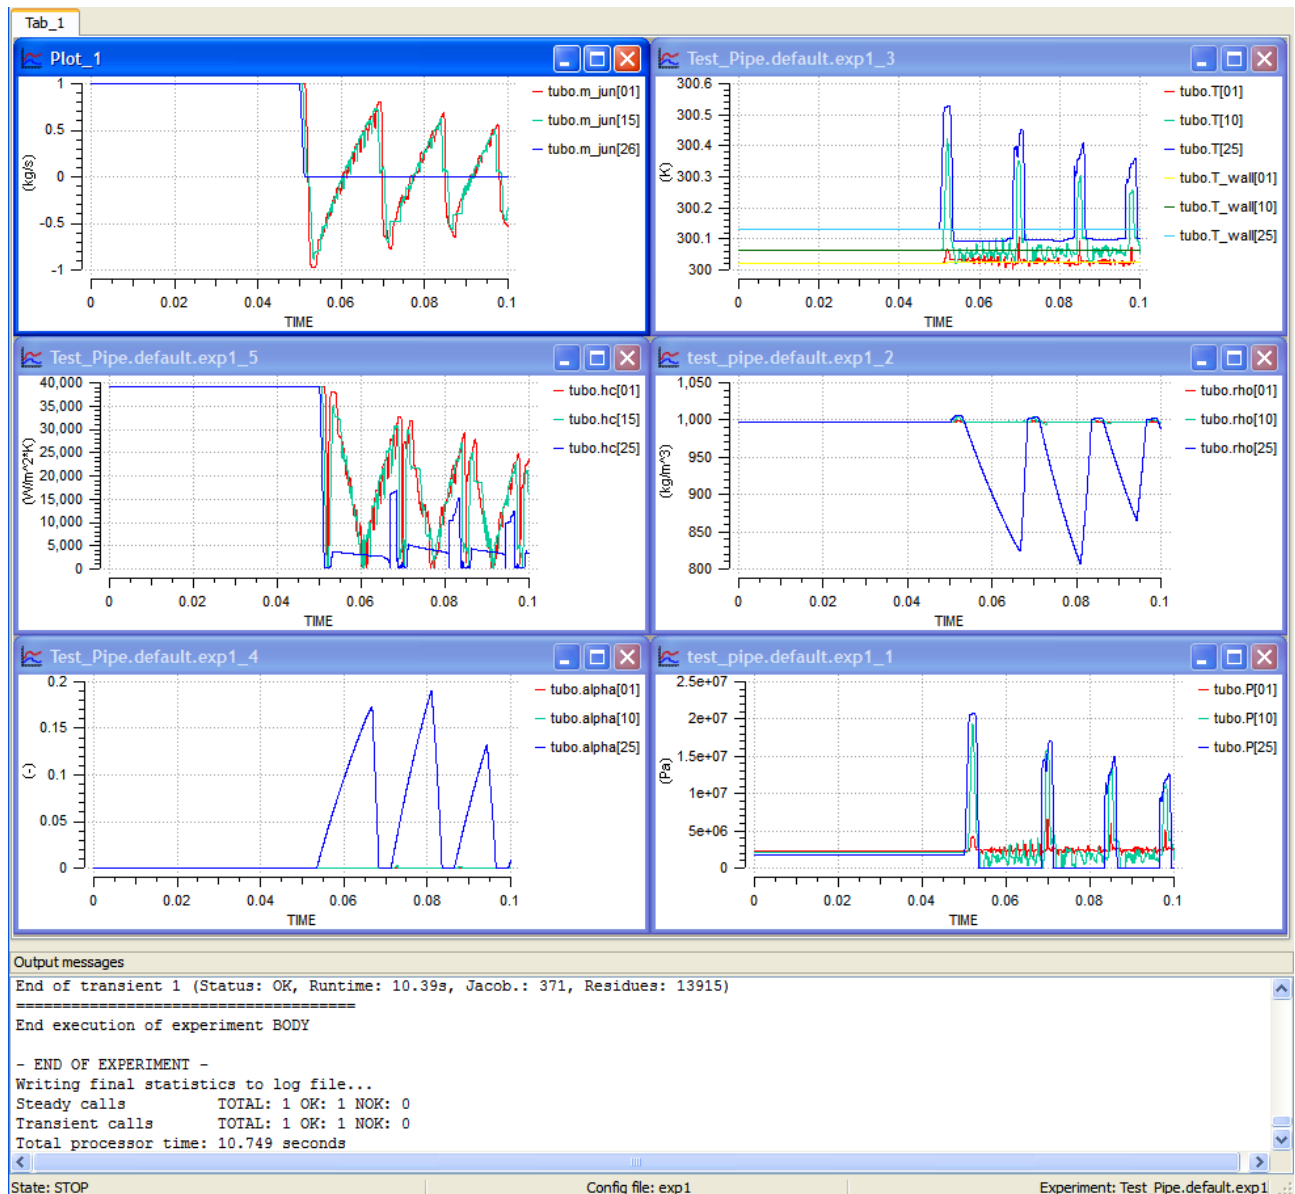 Tab_1
Plot_1
1
0.5
0
-0.5
-1
(kg/s)
0 0.02 0.04 0.06 0.08 0.1
TIME
tubo.m_jun[01]
tubo.m_jun[15]
tubo.m_jun[26]
Test_Pipe.default.exp1_3
300.6
300.5
300.4
300.3
300.2
300.1
300
(K)
0 0.02 0.04 0.06 0.08 0.1
TIME
tubo.T[01]
tubo.T[10]
tubo.T[25]
tubo.T_wall[01]
tubo.T_wall[10]
tubo.T_wall[25]
Test_Pipe.default.exp1_5
40,000
35,000
30,000
25,000
20,000
15,000
10,000
5,000
0
(W/m^2*K)
0 0.02 0.04 0.06 0.08 0.1
TIME
tubo.hc[01]
tubo.hc[15]
tubo.hc[25]
test_pipe.default.exp1_2
1,050
1,000
950
900
850
800
(kg/m^3)
0 0.02 0.04 0.06 0.08 0.1
TIME
tubo.rho[01]
tubo.rho[10]
tubo.rho[25]
Test_Pipe.default.exp1_4
0.2
0.15
0.1
0.05
0
(-)
0 0.02 0.04 0.06 0.08 0.1
TIME
tubo.alpha[01]
tubo.alpha[10]
tubo.alpha[25]
test_pipe.default.exp1_1
2.5e+07
2e+07
1.5e+07
1e+07
5e+06
0
(Pa)
0 0.02 0.04 0.06 0.08 0.1
TIME
tubo.P[01]
tubo.P[10]
tubo.P[25]
Output messages
End of transient 1 (Status: OK, Runtime: 10.39s, Jacob.: 371, Residues: 13915)
=====================================
End execution of experiment BODY
- END OF EXPERIMENT -
Writing final statistics to log file...
Steady calls TOTAL: 1 OK: 1 NOK: 0
Transient calls TOTAL: 1 OK: 1 NOK: 0
Total processor time: 10.749 seconds
State: STOP Config file: exp1 Experiment: Test_Pipe.default.exp1